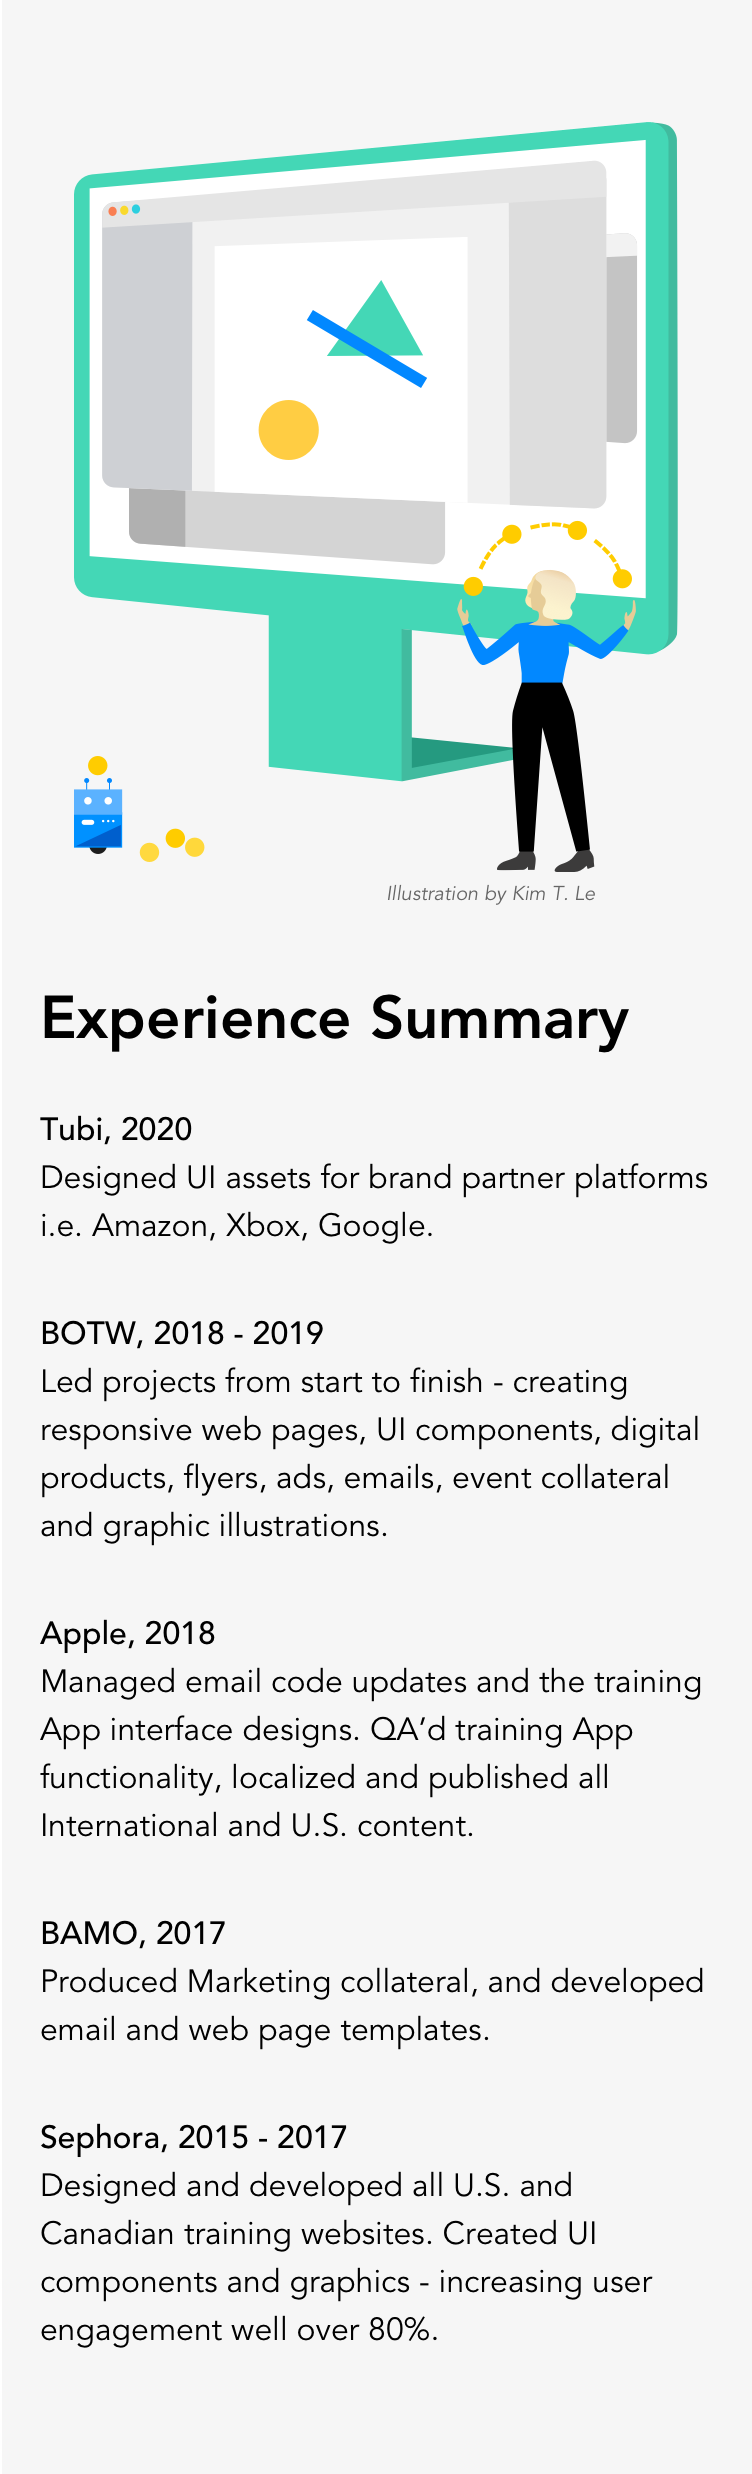 Illustration by Kim T. Le
Experience Summary
Tubi, 2020
Designed UI assets for brand partner platforms
i.e. Amazon, Xbox, Google.
BOTW, 2018 - 2019
Led projects from start to finish - creating
responsive web pages, UI components, digital
products, flyers, ads, emails, event collateral
and graphic illustrations.
Apple, 2018
Managed email code updates and the training
App interface designs. QA’d training App
functionality, localized and published all
International and U.S. content.
BAMO, 2017
Produced Marketing collateral, and developed
email and web page templates.
Sephora, 2015 - 2017
Designed and developed all U.S. and
Canadian training websites. Created UI
components and graphics - increasing user
engagement well over 80%.